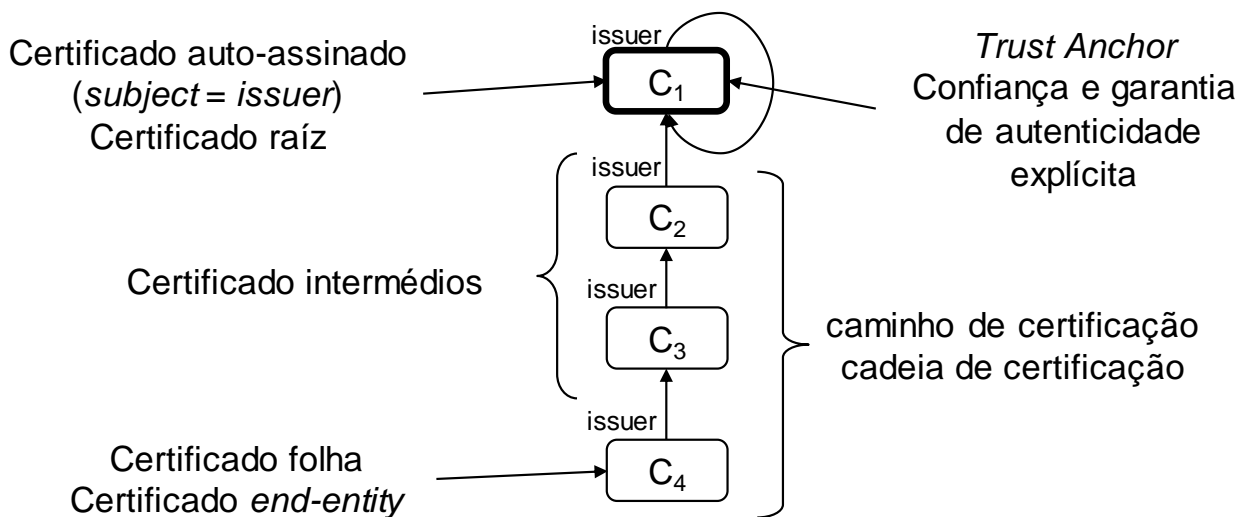 Certificado auto-assinado
(subject = issuer)
Certificado raíz
issuer
C₁
Trust Anchor
Confiança e garantia
de autenticidade
explícita
issuer
C₂
Certificado intermédios
issuer
C₃
caminho de certificação
cadeia de certificação
issuer
C₄
Certificado folha
Certificado end-entity